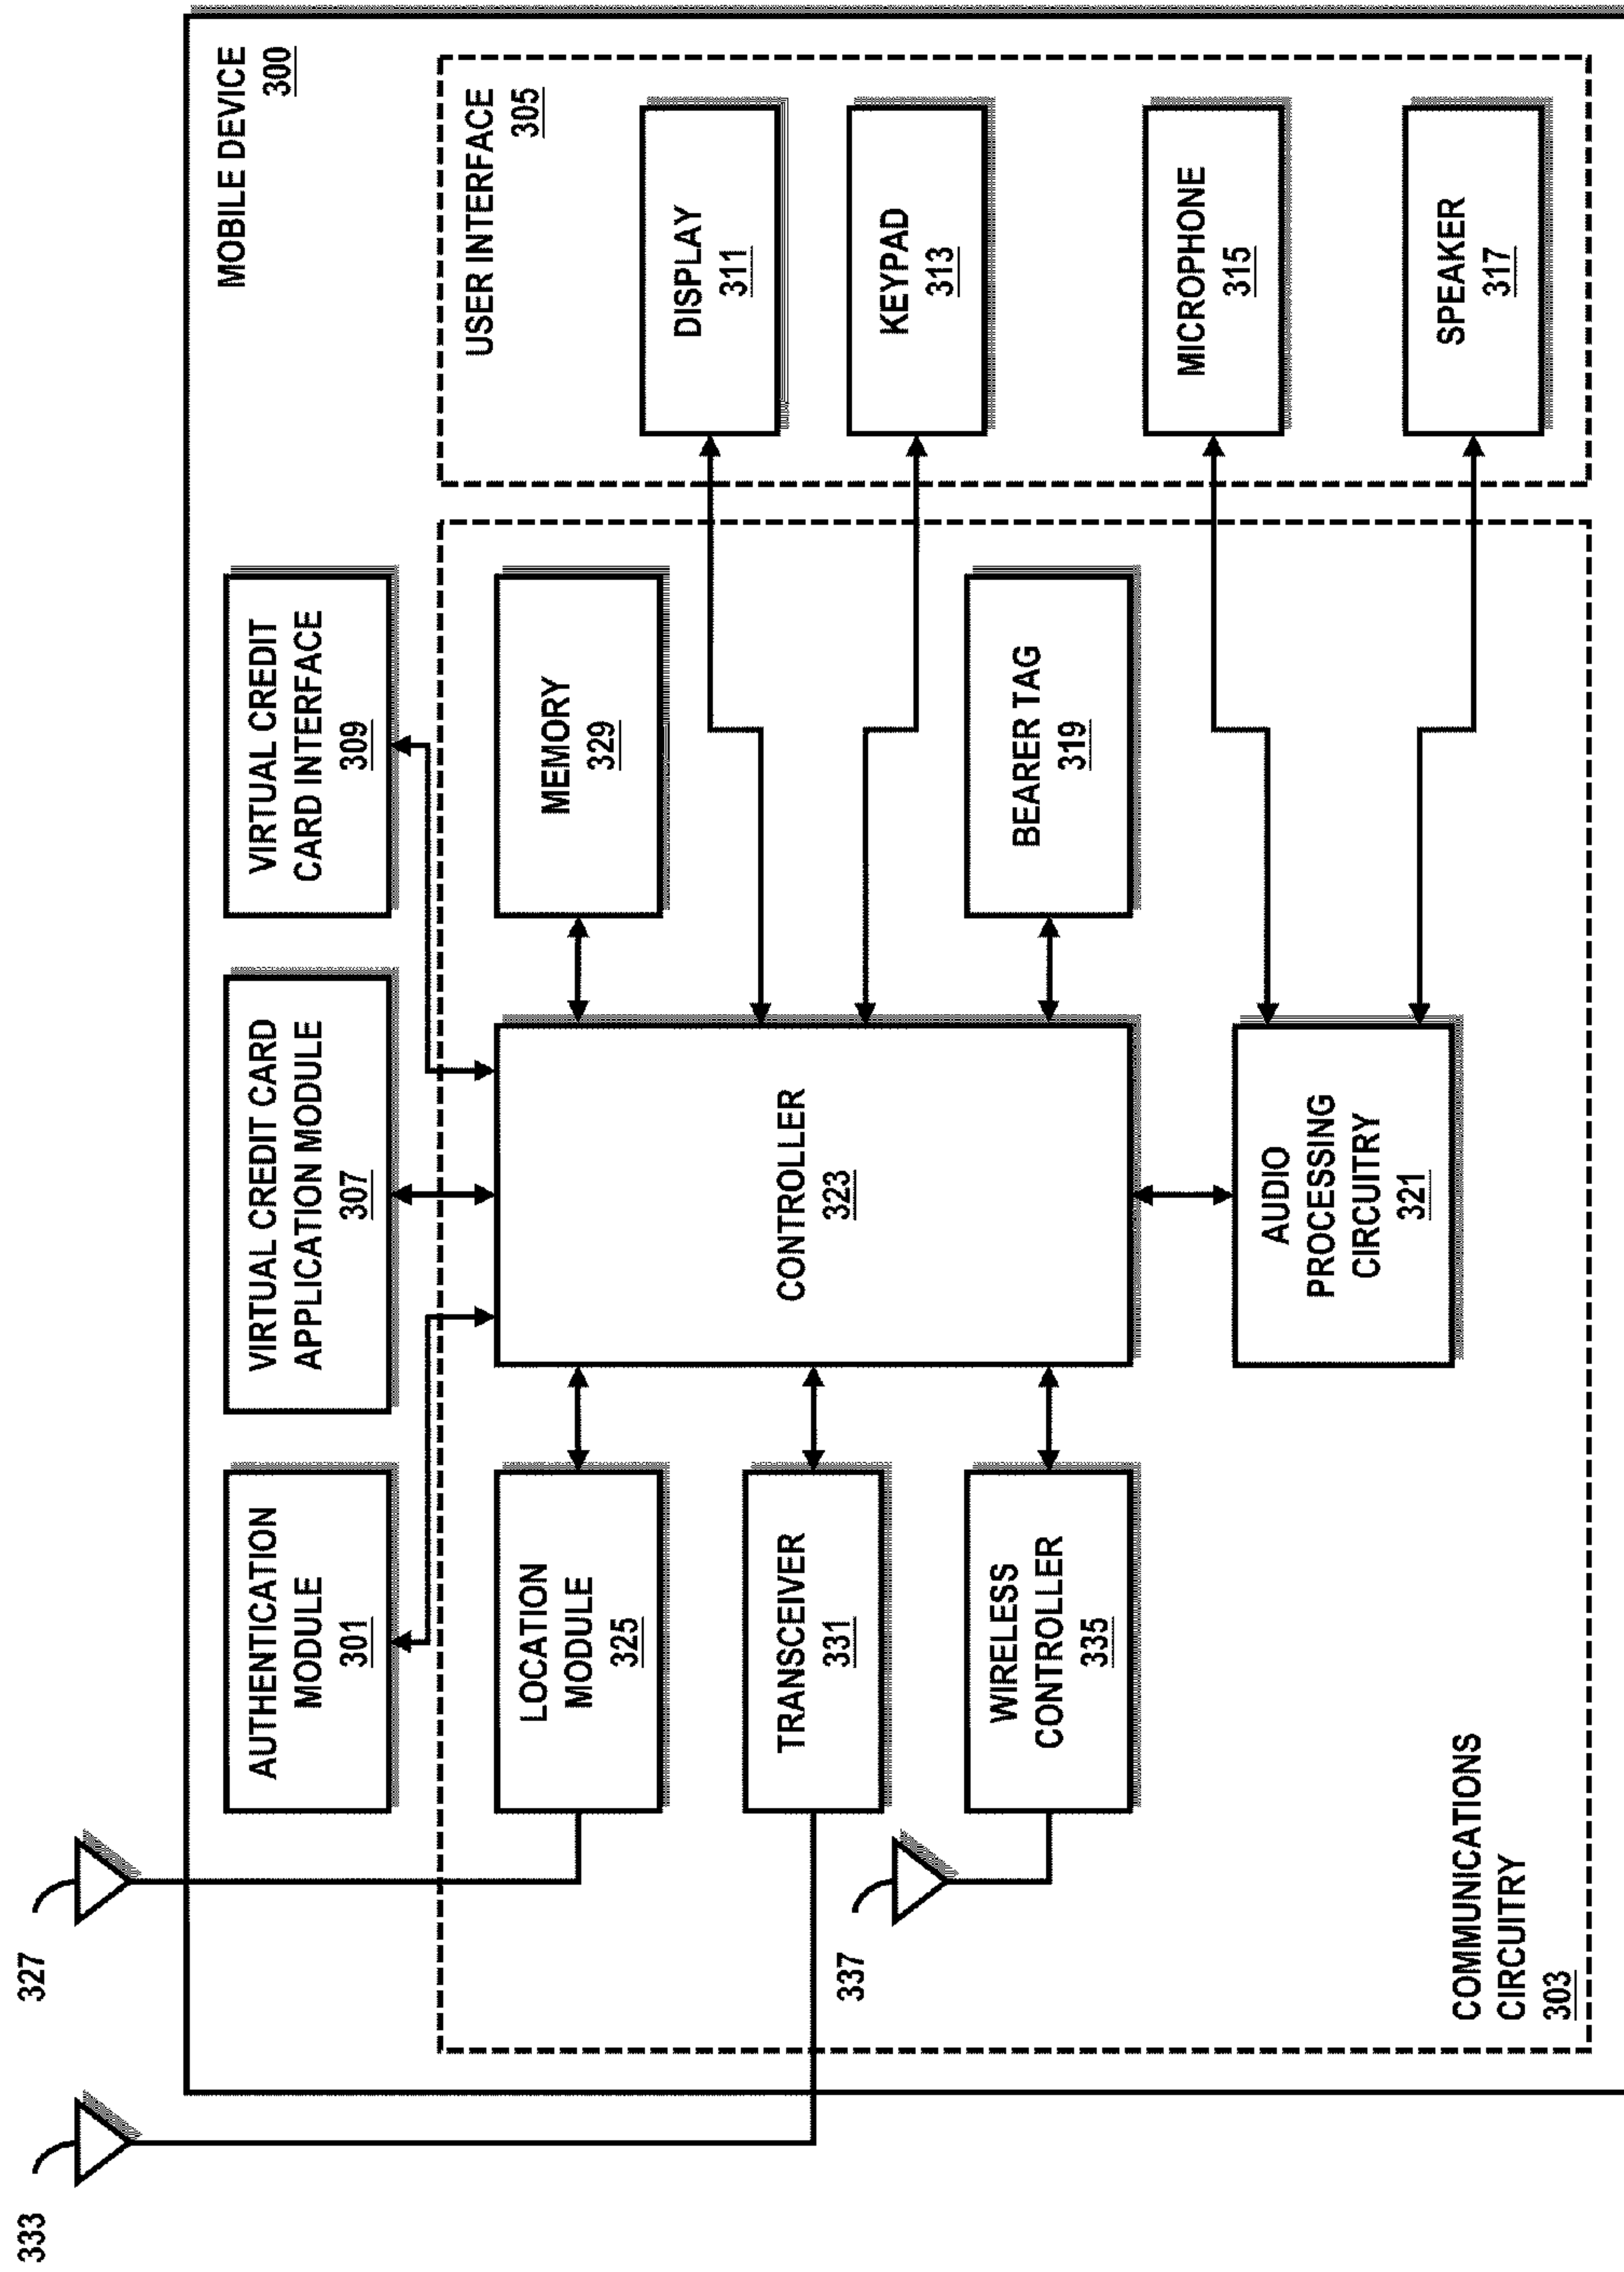 333
327
MOBILE DEVICE
300
AUTHENTICATION
MODULE
301
VIRTUAL CREDIT CARD
APPLICATION MODULE
307
VIRTUAL CREDIT
CARD INTERFACE
309
USER INTERFACE
305
LOCATION
MODULE
325
MEMORY
329
DISPLAY
311
TRANSCEIVER
331
CONTROLLER
323
KEYPAD
313
337
WIRELESS
CONTROLLER
335
BEARER TAG
319
MICROPHONE
315
AUDIO
PROCESSING
CIRCUITRY
321
SPEAKER
317
COMMUNICATIONS
CIRCUITRY
303